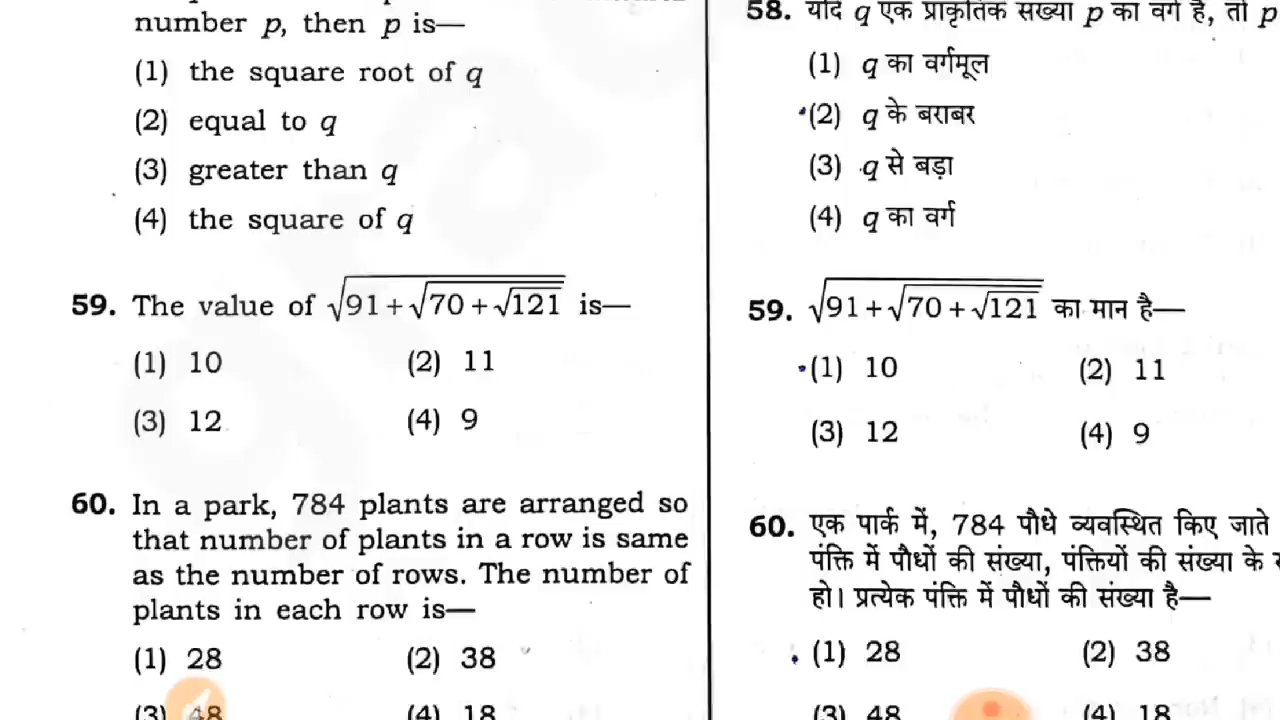 number p, then p is—
(1) the square root of q
(2) equal to q
(3) greater than q
(4) the square of q
59. The value of √(91 + √(70 + √121)) is—
(1) 10 (2) 11
(3) 12 (4) 9
60. In a park, 784 plants are arranged so
that number of plants in a row is same
as the number of rows. The number of
plants in each row is—
(1) 28 (2) 38
(3) 48 (4) 18
58. यदि q एक प्राकृतिक संख्या p का वर्ग है, तो p
(1) q का वर्गमूल
(2) q के बराबर
(3) q से बड़ा
(4) q का वर्ग
59. √(91 + √(70 + √121)) का मान है—
(1) 10 (2) 11
(3) 12 (4) 9
60. एक पार्क में, 784 पौधे व्यवस्थित किए जाते
पंक्ति में पौधों की संख्या, पंक्तियों की संख्या के
हो। प्रत्येक पंक्ति में पौधों की संख्या है—
(1) 28 (2) 38
(3) 48 (4) 18